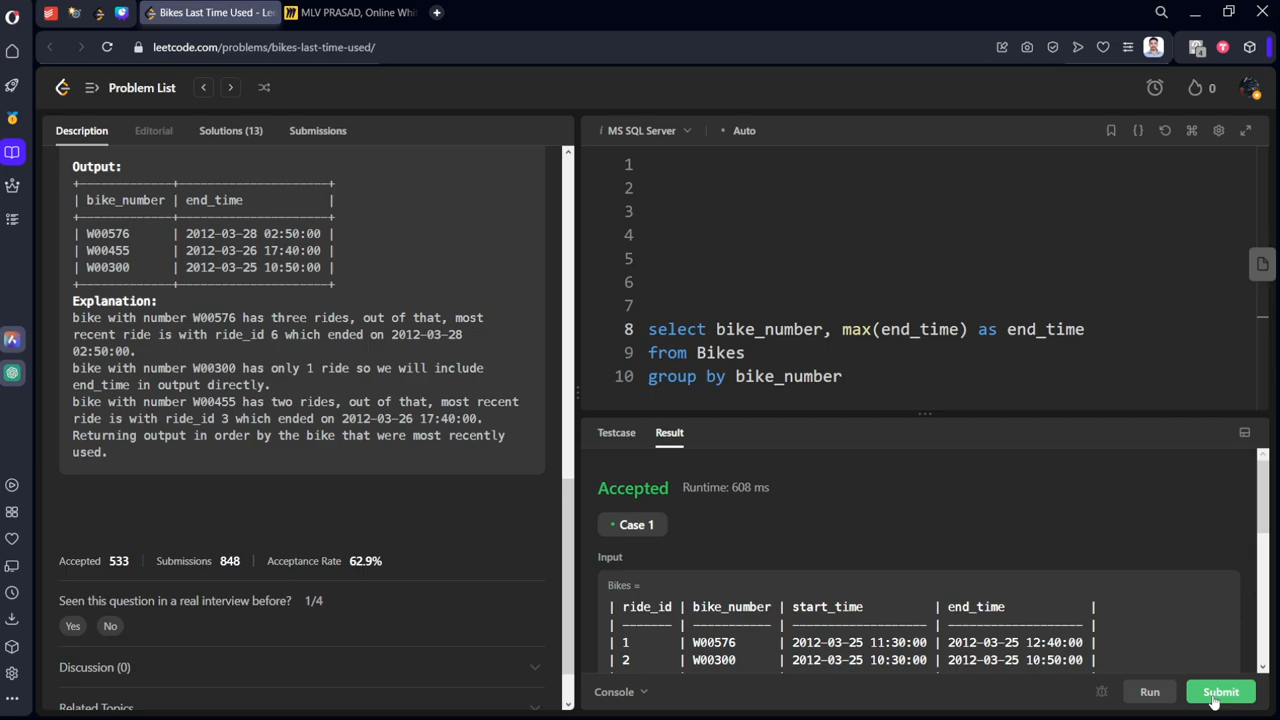 Bikes Last Time Used - Le
MLV PRASAD, Online Whi
leetcode.com/problems/bikes-last-time-used/
4
Problem List
0
Description
Editorial
Solutions (13)
Submissions
i MS SQL Server
• Auto
Output:
+-------------+---------------------+
| bike_number | end_time            |
+-------------+---------------------+
| W00576      | 2012-03-28 02:50:00 |
| W00455      | 2012-03-26 17:40:00 |
| W00300      | 2012-03-25 10:50:00 |
+-------------+---------------------+
Explanation:
bike with number W00576 has three rides, out of that, most
recent ride is with ride_id 6 which ended on 2012-03-28
02:50:00.
bike with number W00300 has only 1 ride so we will include
end_time in output directly.
bike with number W00455 has two rides, out of that, most recent
ride is with ride_id 3 which ended on 2012-03-26 17:40:00.
Returning output in order by the bike that were most recently
used.
Accepted 533 | Submissions 848 | Acceptance Rate 62.9%
Seen this question in a real interview before? 1/4
Yes
No
Discussion (0)
Related Topics
1
2
3
4
5
6
7
8 select bike_number, max(end_time) as end_time
9 from Bikes
10 group by bike_number
Testcase
Result
Accepted
Runtime: 608 ms
• Case 1
Input
Bikes =
| ride_id | bike_number | start_time          | end_time            |
| ------- | ----------- | ------------------- | ------------------- |
| 1       | W00576      | 2012-03-25 11:30:00 | 2012-03-25 12:40:00 |
| 2       | W00300      | 2012-03-25 10:30:00 | 2012-03-25 10:50:00 |
Console
Run
Submit